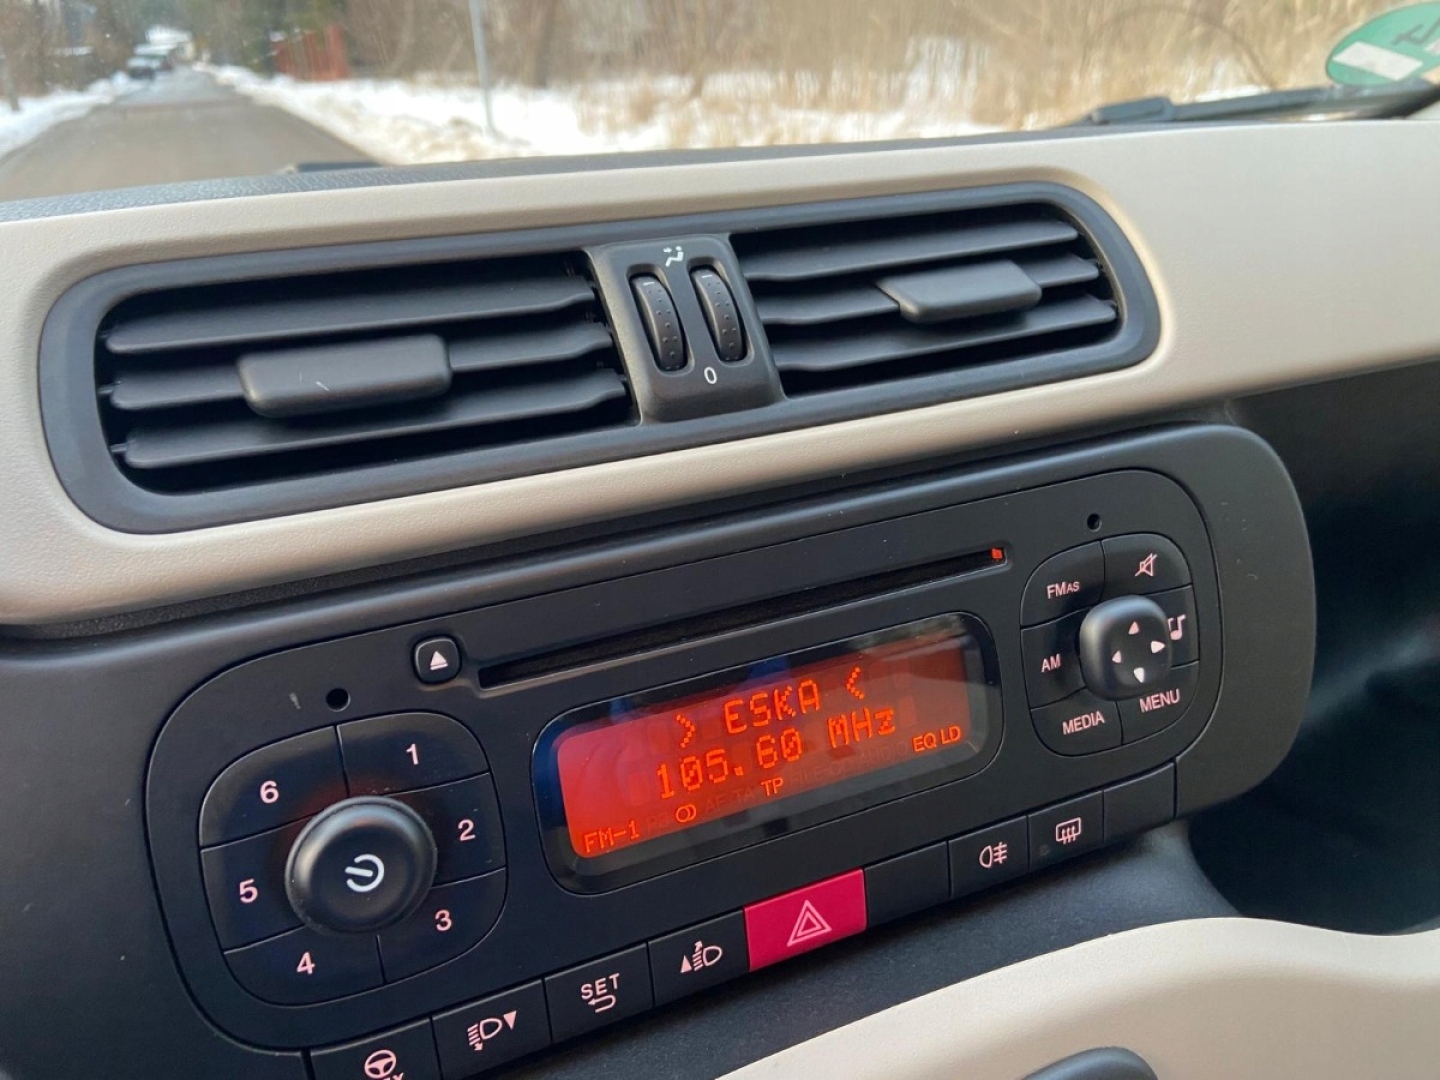 0
FMAS
AM
MEDIA
MENU
> ESKA <
105.60 MHz
FM-1
TP
EQ LD
6
1
5
2
4
3
SET